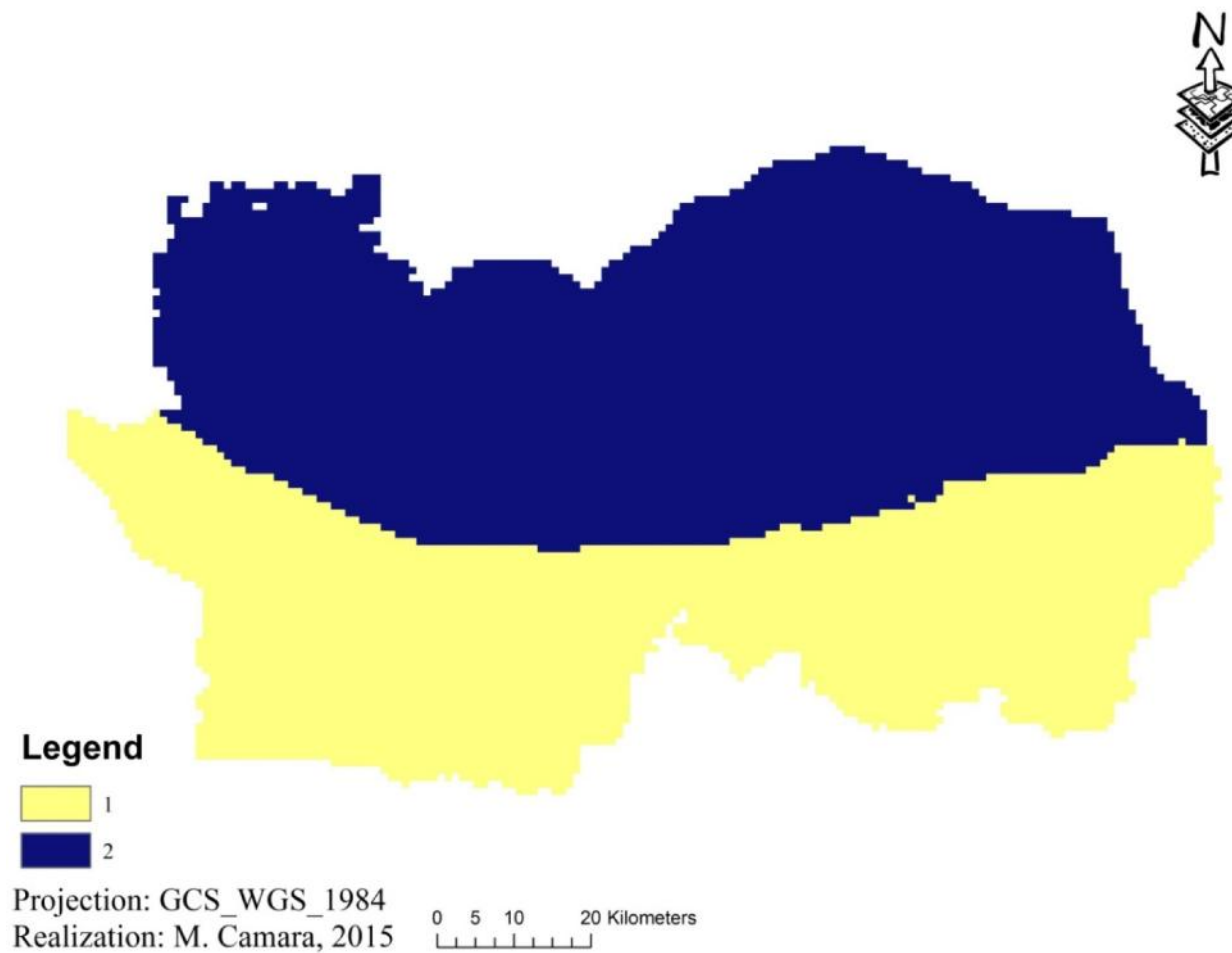 N
Legend
1
2
Projection: GCS_WGS_1984
Realization: M. Camara, 2015
0 5 10 20 Kilometers